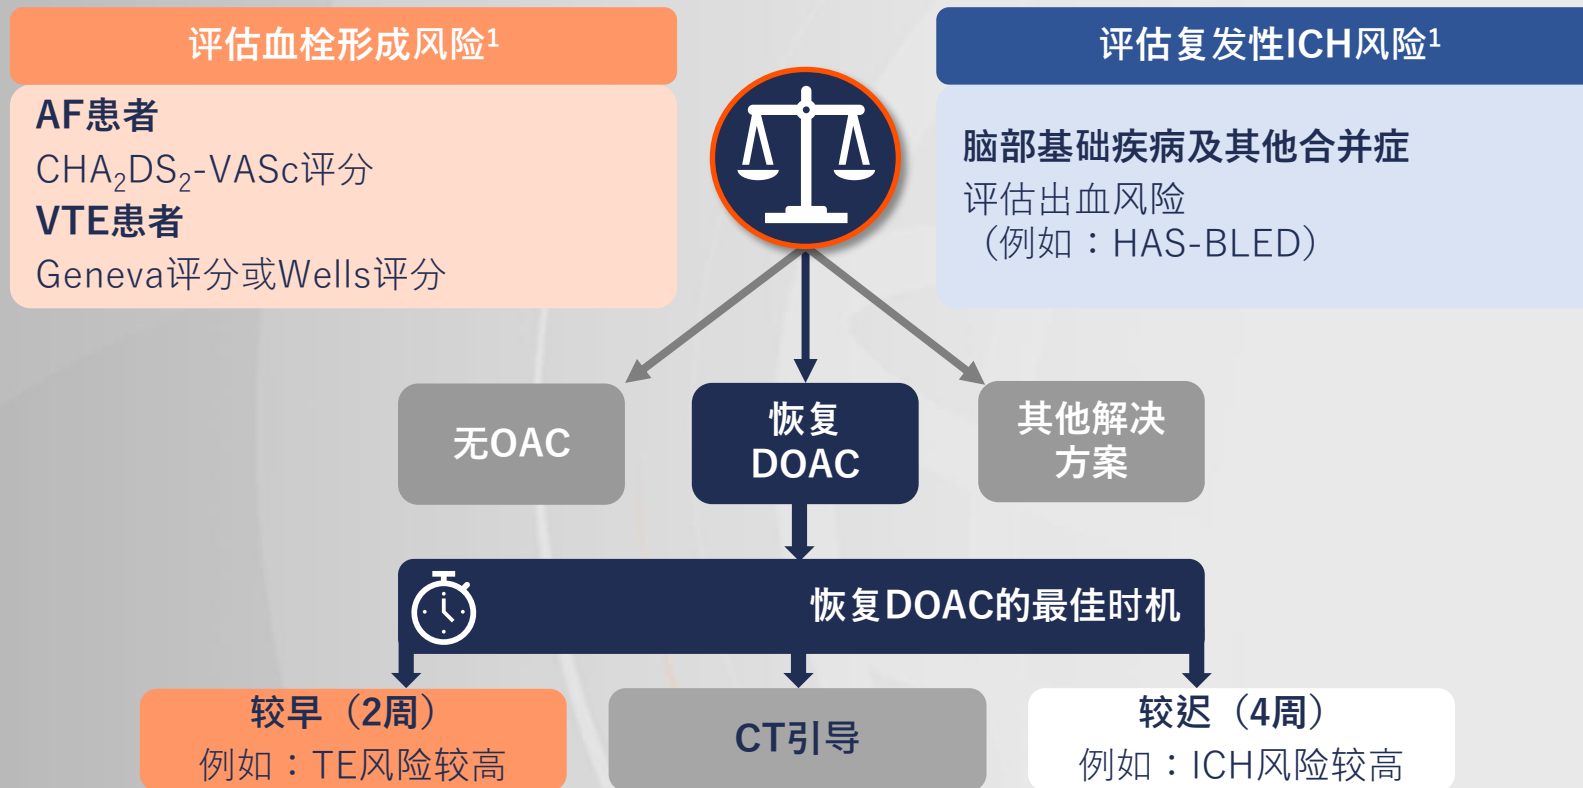 评估血栓形成风险¹
AF患者
CHA₂DS₂-VASc评分
VTE患者
Geneva评分或Wells评分
评估复发性ICH风险¹
脑部基础疾病及其他合并症
评估出血风险
（例如：HAS-BLED）
无OAC
恢复
DOAC
其他解决
方案
恢复DOAC的最佳时机
较早（2周）
例如：TE风险较高
CT引导
较迟（4周）
例如：ICH风险较高